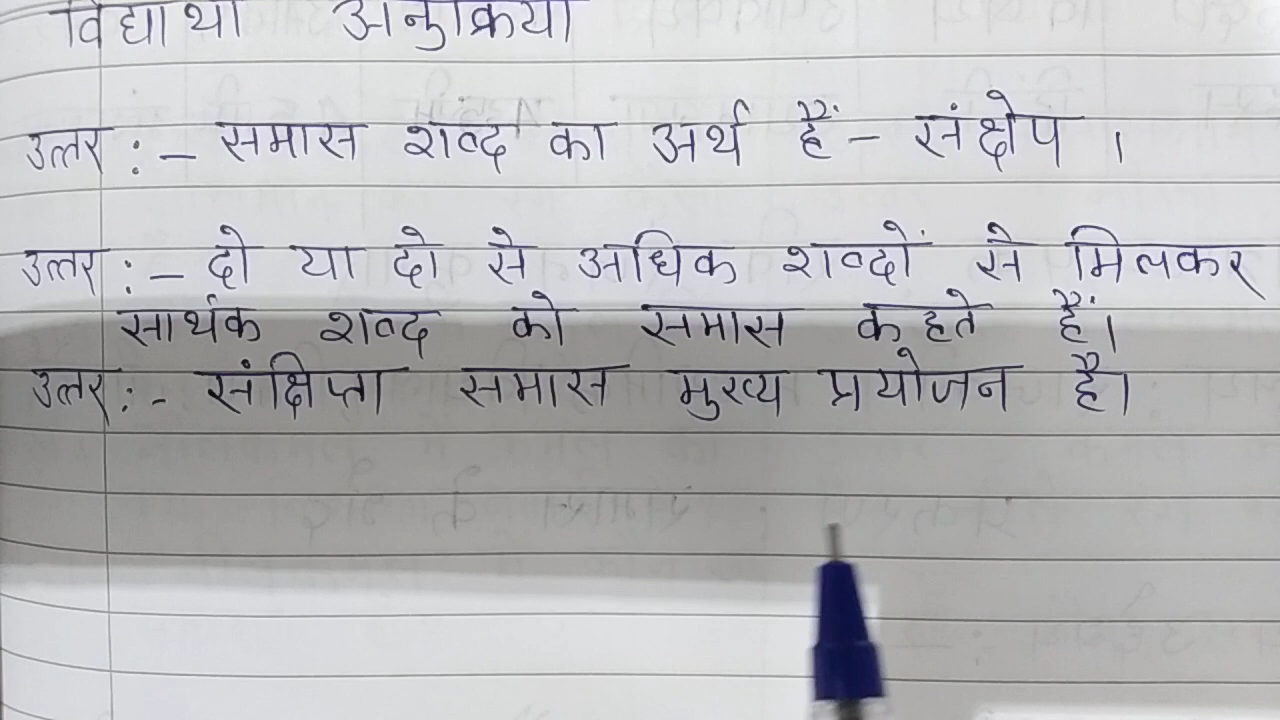 विद्यार्थी अनुक्रिया
उत्तर :- समास शब्द का अर्थ हैं - संक्षेप ।
उत्तर :- दो या दो से अधिक शब्दों से मिलकर
सार्थक शब्द को समास कहते हैं।
उत्तर :- संक्षिप्ता समास मुख्य प्रयोजन है।